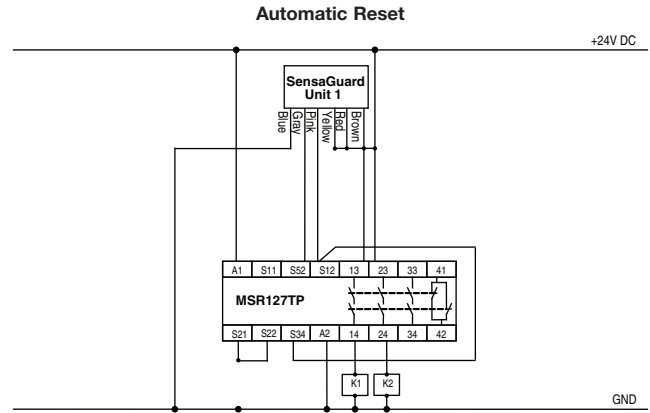 Automatic Reset
+24V DC
SensaGuard
Unit 1
Blue
Gray
Pink
Yellow
Red
Brown
A1 S11 S52 S12 13 23 33 41
MSR127TP
S21 S22 S34 A2 14 24 34 42
K1 K2
GND